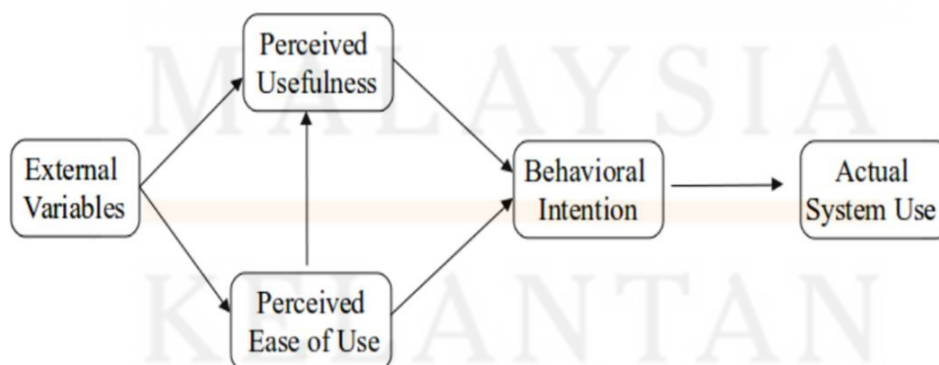 MALAYSIA
Perceived
Usefulness
External
Variables
Behavioral
Intention
Actual
System Use
Perceived
Ease of Use
KELANTAN